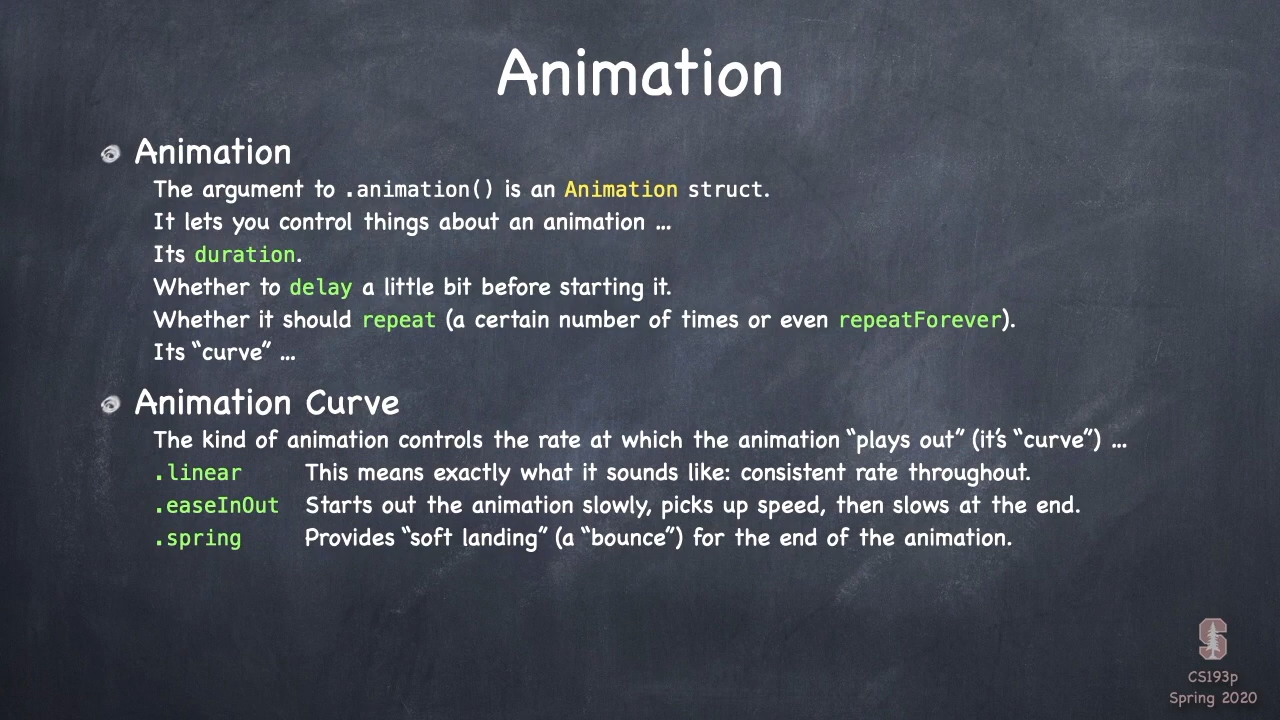 Animation
Animation
The argument to .animation() is an Animation struct.
It lets you control things about an animation …
Its duration.
Whether to delay a little bit before starting it.
Whether it should repeat (a certain number of times or even repeatForever).
Its “curve” …
Animation Curve
The kind of animation controls the rate at which the animation “plays out” (it’s “curve”) …
.linear This means exactly what it sounds like: consistent rate throughout.
.easeInOut Starts out the animation slowly, picks up speed, then slows at the end.
.spring Provides “soft landing” (a “bounce”) for the end of the animation.
S
CS193p
Spring 2020